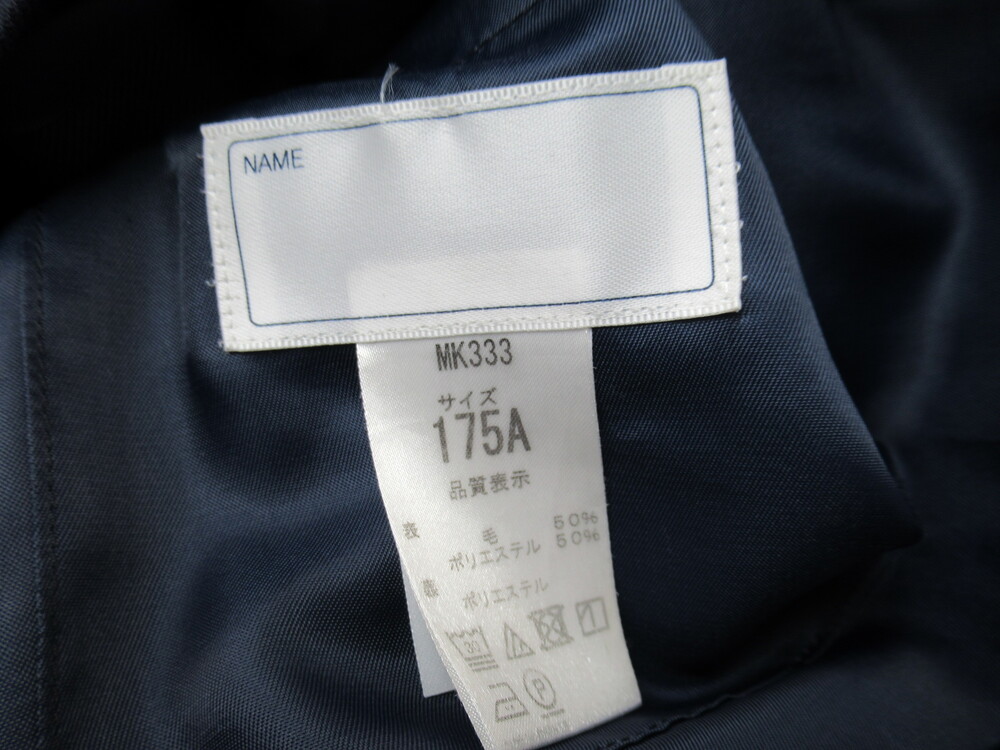 NAME
MK333
サイズ
175A
品質表示
表 毛 50%
ポリエステル 50%
裏 ポリエステル
30
P